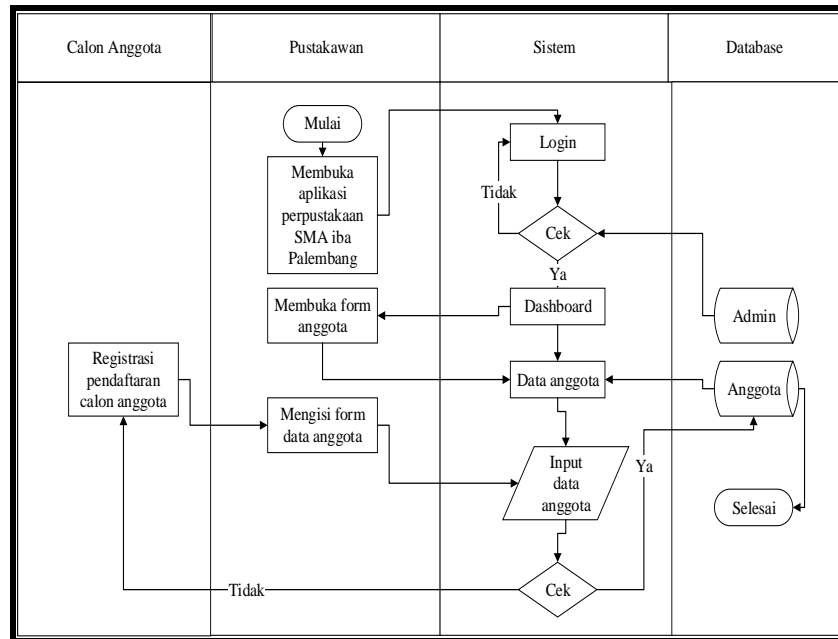 Calon Anggota
Pustakawan
Sistem
Database
Mulai
Login
Membuka
aplikasi
perpustakaan
SMA iba
Palembang
Tidak
Cek
Ya
Membuka form
anggota
Dashboard
Admin
Registrasi
pendaftaran
calon anggota
Data anggota
Anggota
Mengisi form
data anggota
Input
data
anggota
Ya
Selesai
Tidak
Cek